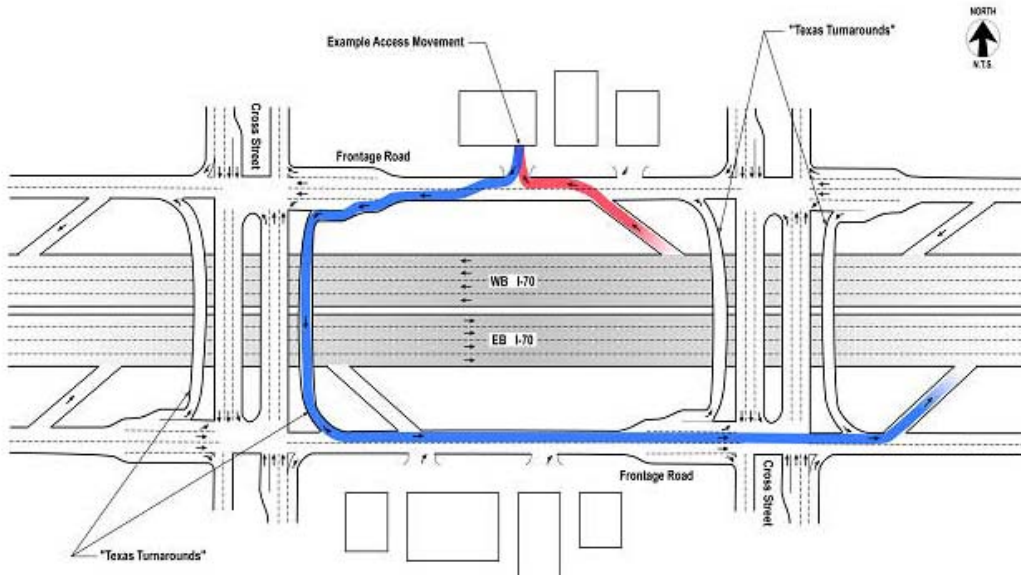 NORTH
N.T.S.
Example Access Movement
"Texas Turnarounds"
Cross Street
Frontage Road
WB I-70
EB I-70
Frontage Road
Cross Street
"Texas Turnarounds"